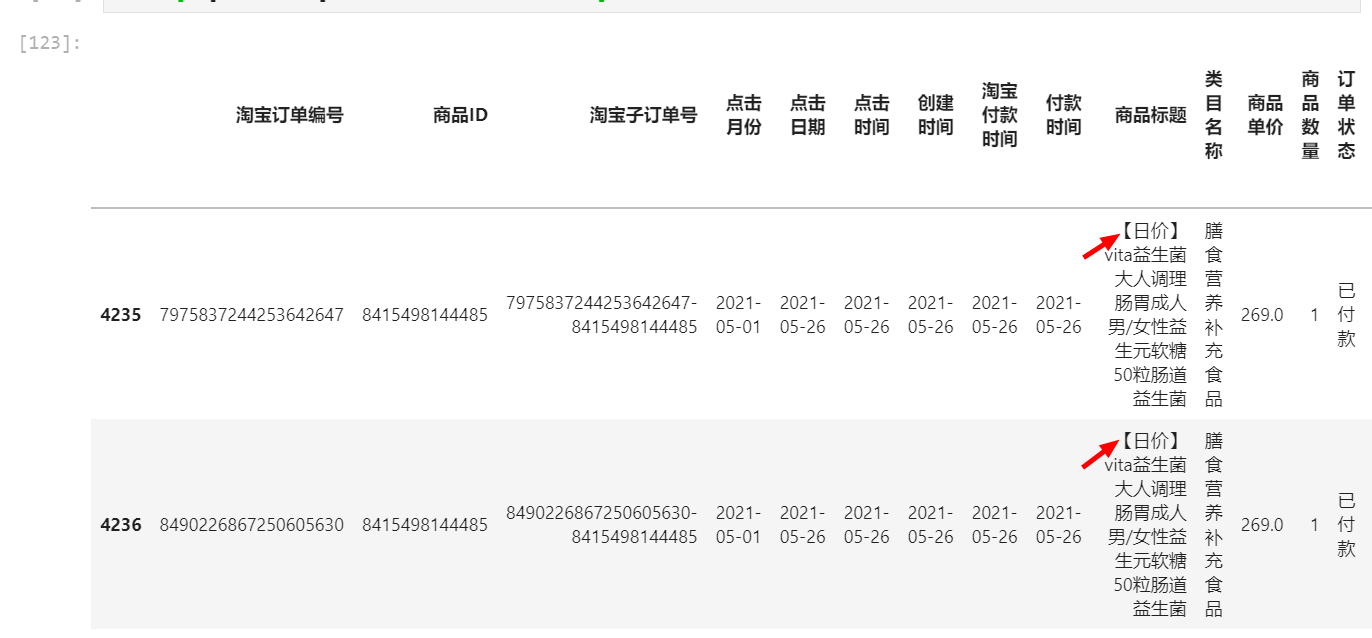 [123]:
淘宝订单编号 商品ID 淘宝子订单号 点击月份 点击日期 点击时间 创建时间 淘宝付款时间 付款时间 商品标题 类目名称 商品单价 商品数量 订单状态
4235 7975837244253642647 8415498144485 7975837244253642647-8415498144485 2021-05-01 2021-05-26 2021-05-26 2021-05-26 2021-05-26 2021-05-26 【日价】vita益生菌大人调理肠胃成人男/女性益生元软糖50粒肠道益生菌 膳食营养补充食品 269.0 1 已付款
4236 8490226867250605630 8415498144485 8490226867250605630-8415498144485 2021-05-01 2021-05-26 2021-05-26 2021-05-26 2021-05-26 2021-05-26 【日价】vita益生菌大人调理肠胃成人男/女性益生元软糖50粒肠道益生菌 膳食营养补充食品 269.0 1 已付款